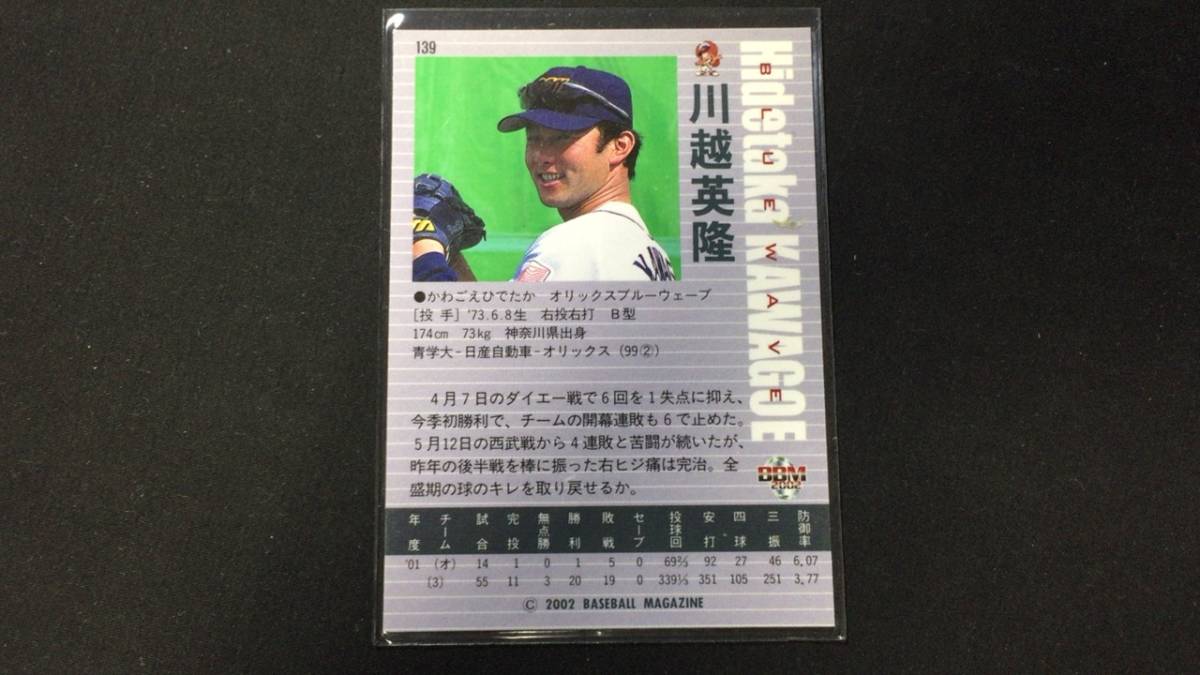 139
川越英隆
Hidetaka KAWAGOE
BLUE WAVE
●かわごえひでたか オリックスブルーウェーブ
[投手] '73.6.8生 右投右打 B型
174cm 73kg 神奈川県出身
青学大-日産自動車-オリックス(99②)
4月7日のダイエー戦で6回を1失点に抑え、
今季初勝利で、チームの開幕連敗も6で止めた。
5月12日の西武戦から4連敗と苦闘が続いたが、
昨年の後半戦を棒に振った右ヒジ痛は完治。全
盛期の球のキレを取り戻せるか。
BBM
2002
年度 チーム 試合 完投 無点勝 勝利 敗戦 セーブ 投球回 安打 四球 三振 防御率
'01 (オ) 14 1 0 1 5 0 69⅔ 92 27 46 6.07
(3) 55 11 3 20 19 0 339⅓ 351 105 251 3.77
© 2002 BASEBALL MAGAZINE